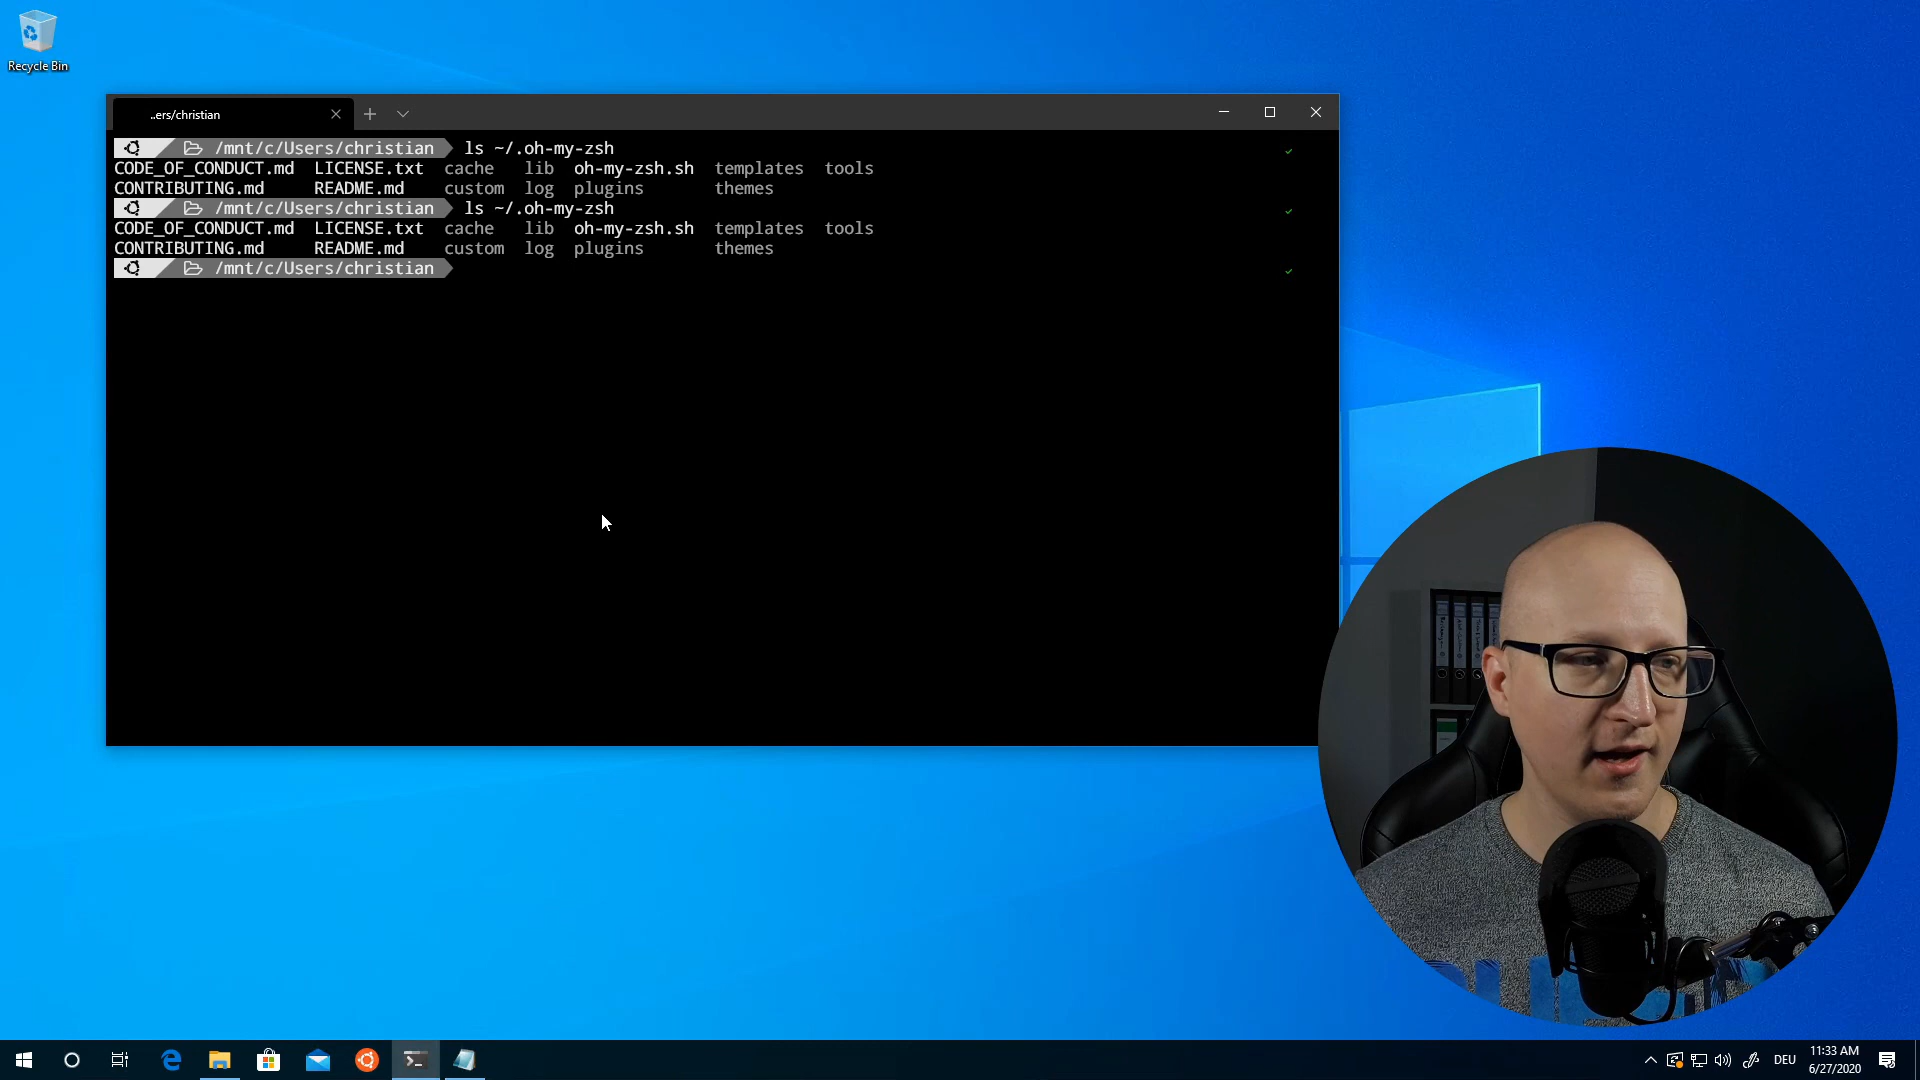 Recycle Bin
..ers/christian
/mnt/c/Users/christian ls ~/.oh-my-zsh
CODE_OF_CONDUCT.md LICENSE.txt cache lib oh-my-zsh.sh templates tools
CONTRIBUTING.md README.md custom log plugins themes
/mnt/c/Users/christian ls ~/.oh-my-zsh
CODE_OF_CONDUCT.md LICENSE.txt cache lib oh-my-zsh.sh templates tools
CONTRIBUTING.md README.md custom log plugins themes
/mnt/c/Users/christian
DEU
11:33 AM
6/27/2020